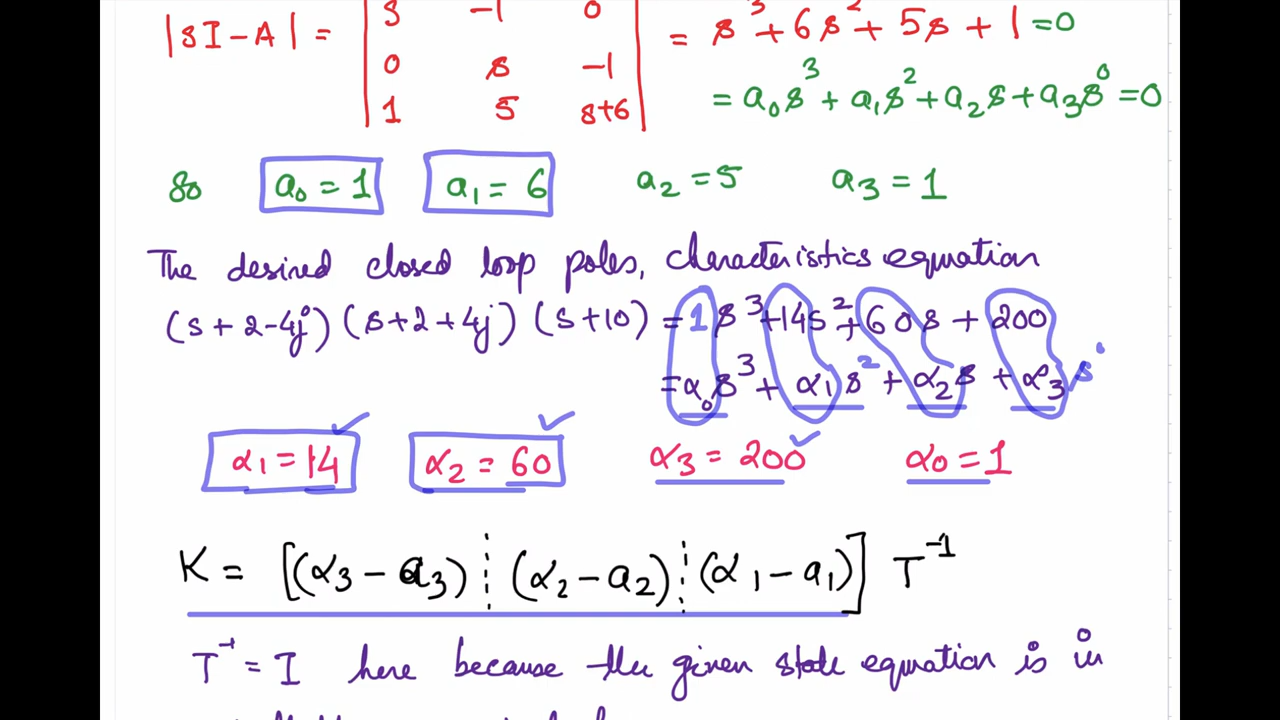 |sI-A| = | s -1 0 | = s³+6s²+5s+1=0
0 s -1 = a₀s³+a₁s²+a₂s+a₃s⁰=0
1 5 s+6
so a₀ = 1 a₁ = 6 a₂ = 5 a₃ = 1
The desired closed loop poles, characteristics equation
(s+2-4j) (s+2+4j) (s+10) = 1s³+14s²+60s+200
= α₀s³ + α₁s² + α₂s + α₃s⁰
α₁ = 14 ✓ α₂ = 60 ✓ α₃ = 200 ✓ α₀ = 1
K = [(α₃-a₃) ⋮ (α₂-a₂) ⋮ (α₁-a₁)] T⁻¹
T⁻¹ = I here because the given state equation is in